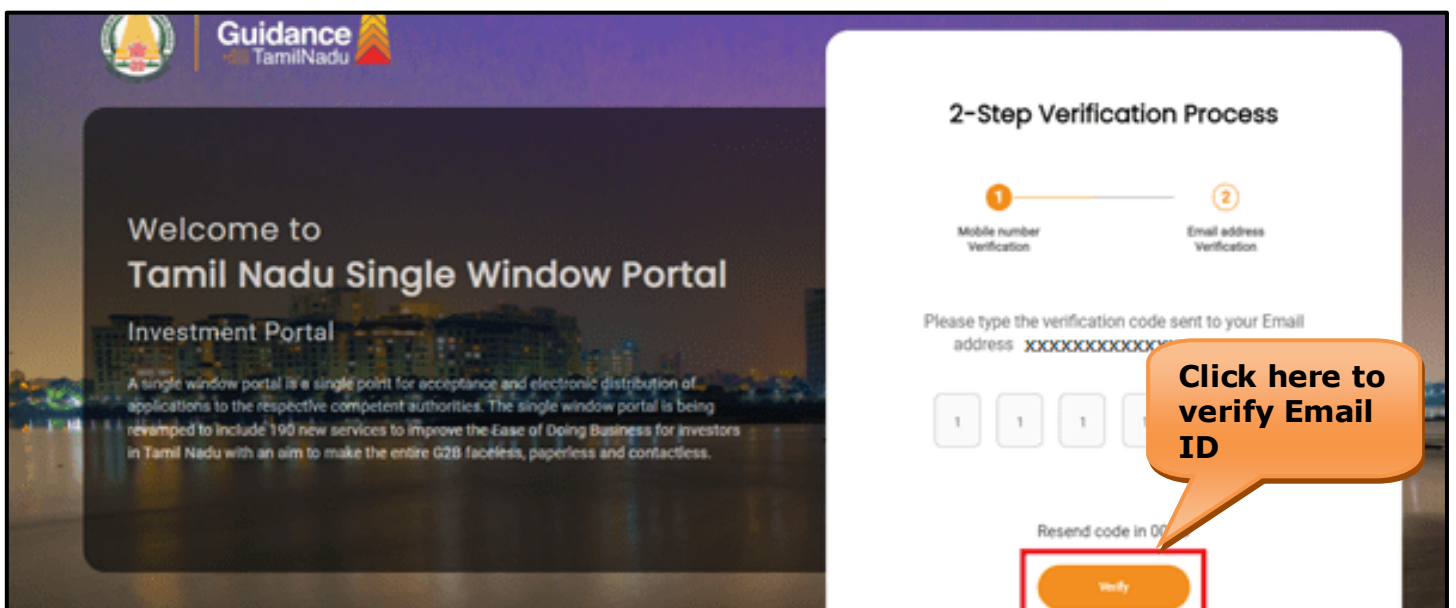 Guidance
TamilNadu
Welcome to
Tamil Nadu Single Window Portal
Investment Portal
A single window portal is a single point for acceptance and electronic distribution of
applications to the respective competent authorities. The single window portal is being
revamped to include 190 new services to improve the Ease of Doing Business for investors
in Tamil Nadu with an aim to make the entire G2B faceless, paperless and contactless.
2-Step Verification Process
1
2
Mobile number
Verification
Email address
Verification
Please type the verification code sent to your Email
address XXXXXXXXXXXXX
1 1 1 1
Click here to
verify Email
ID
Resend code in
Verify